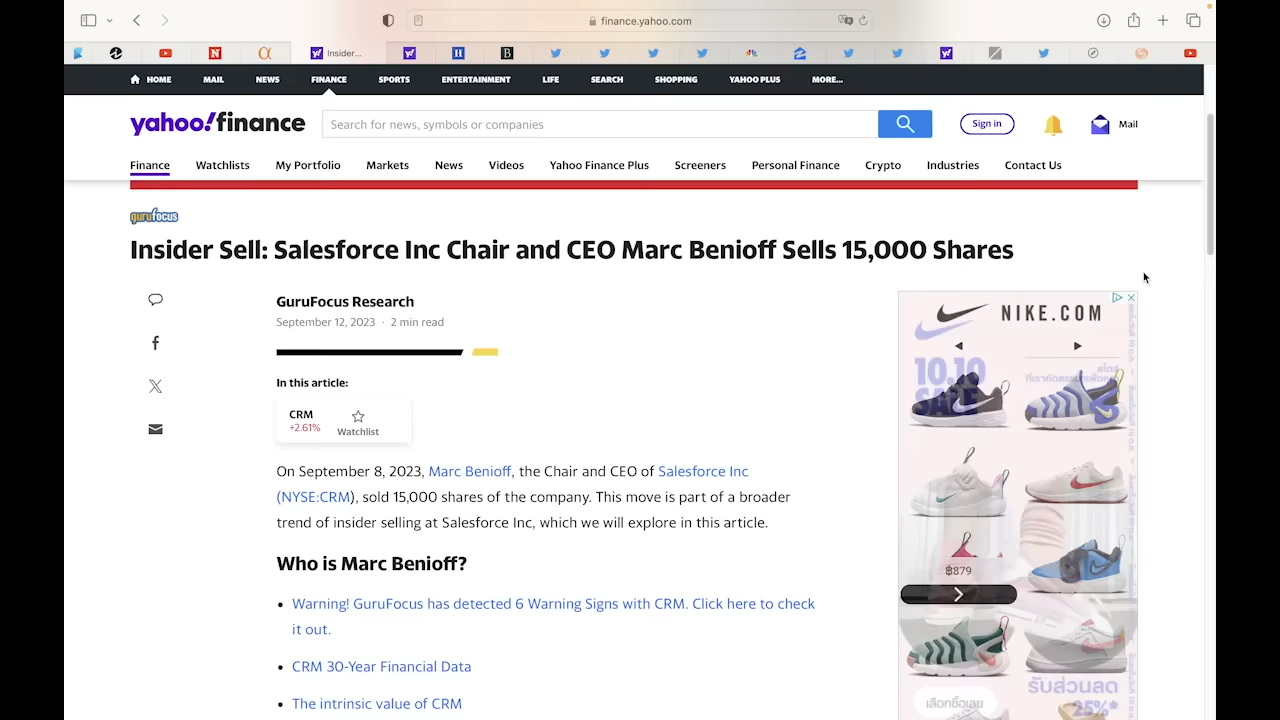 finance.yahoo.com
Insider...
HOME MAIL NEWS FINANCE SPORTS ENTERTAINMENT LIFE SEARCH SHOPPING YAHOO PLUS MORE...
yahoo!finance
Search for news, symbols or companies
Sign in
Mail
Finance Watchlists My Portfolio Markets News Videos Yahoo Finance Plus Screeners Personal Finance Crypto Industries Contact Us
gurufocus
Insider Sell: Salesforce Inc Chair and CEO Marc Benioff Sells 15,000 Shares
GuruFocus Research
September 12, 2023 · 2 min read
In this article:
CRM
+2.61%
Watchlist
On September 8, 2023, Marc Benioff, the Chair and CEO of Salesforce Inc
(NYSE:CRM), sold 15,000 shares of the company. This move is part of a broader
trend of insider selling at Salesforce Inc, which we will explore in this article.
Who is Marc Benioff?
• Warning! GuruFocus has detected 6 Warning Signs with CRM. Click here to check
it out.
• CRM 30-Year Financial Data
• The intrinsic value of CRM
NIKE.COM
10.10
SALE
฿879
รับส่วนลด
25%*
เลือกซื้อเลย